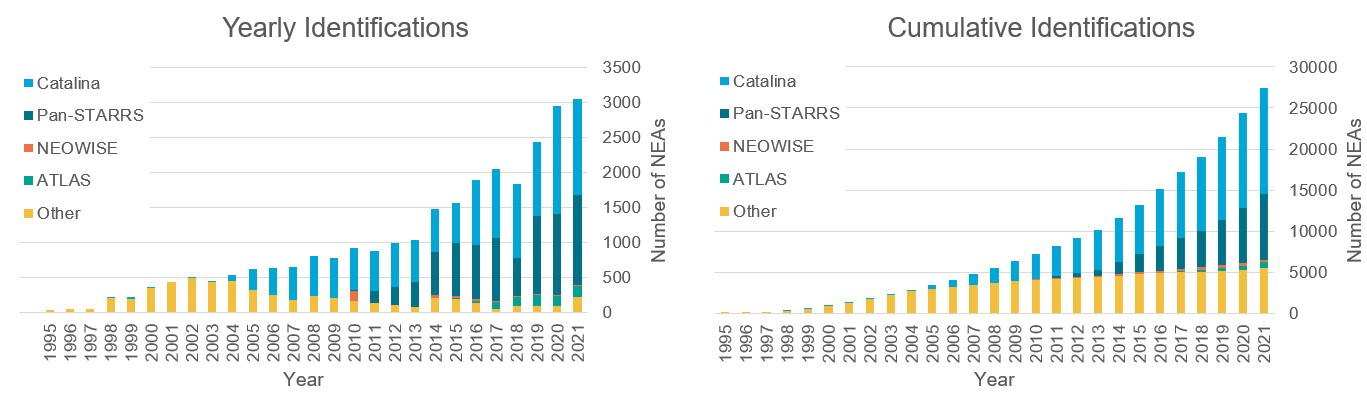 Yearly Identifications
Catalina
Pan-STARRS
NEOWISE
ATLAS
Other
3500
3000
2500
2000
1500
1000
500
0
Number of NEAs
1995 1996 1997 1998 1999 2000 2001 2002 2003 2004 2005 2006 2007 2008 2009 2010 2011 2012 2013 2014 2015 2016 2017 2018 2019 2020 2021
Year
Cumulative Identifications
Catalina
Pan-STARRS
NEOWISE
ATLAS
Other
30000
25000
20000
15000
10000
5000
0
Number of NEAs
1995 1996 1997 1998 1999 2000 2001 2002 2003 2004 2005 2006 2007 2008 2009 2010 2011 2012 2013 2014 2015 2016 2017 2018 2019 2020 2021
Year